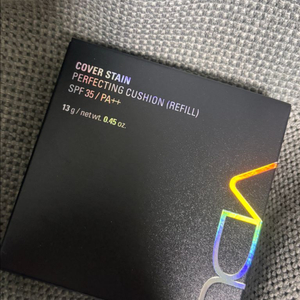 COVER STAIN
PERFECTING CUSHION (REFILL)
SPF 35 / PA++
13 g / net wt. 0.45 oz.